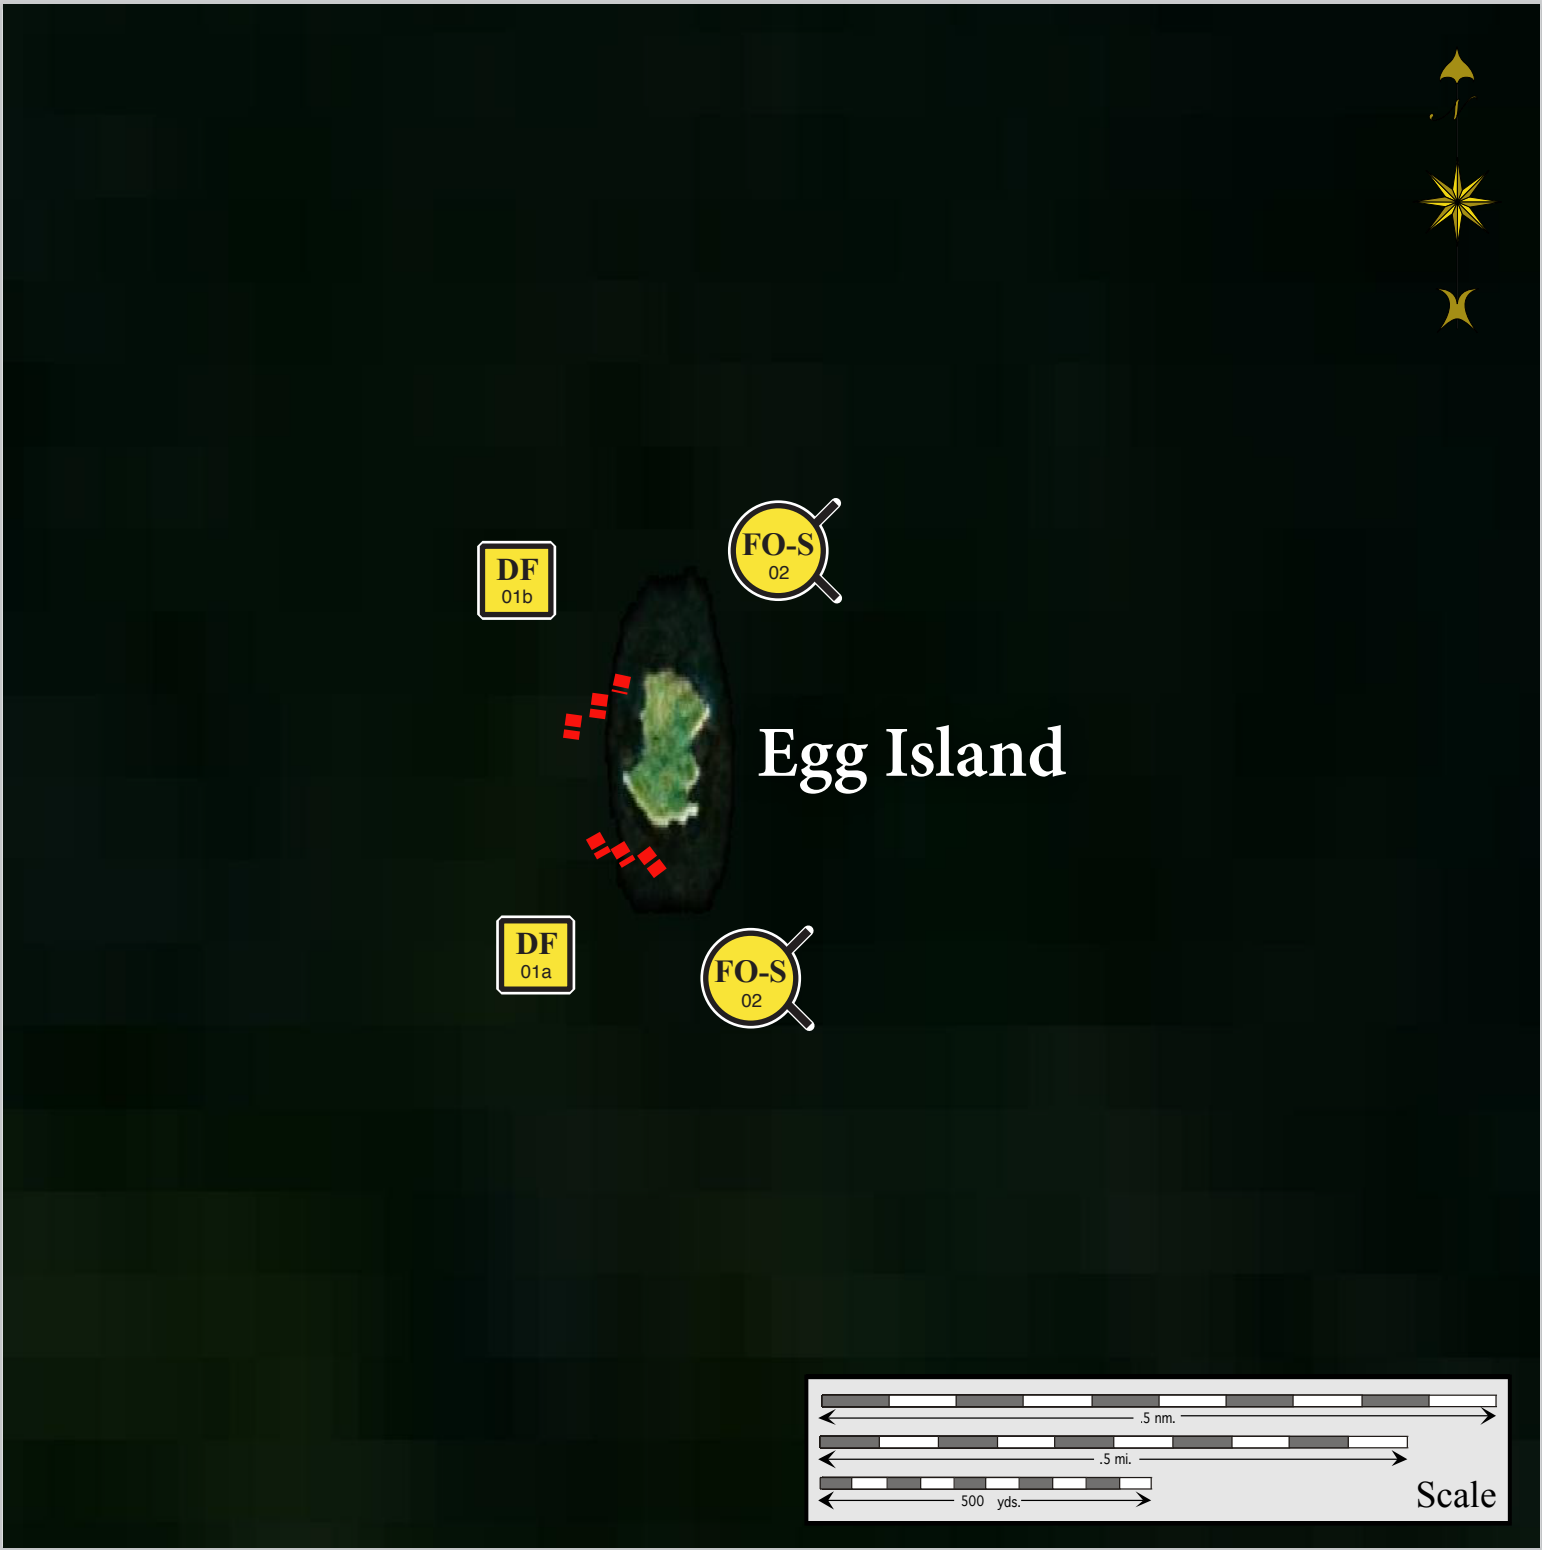 FO-S
02
DF
01b
Egg Island
DF
01a
FO-S
02
.5 nm.
.5 mi.
500 yds.
Scale